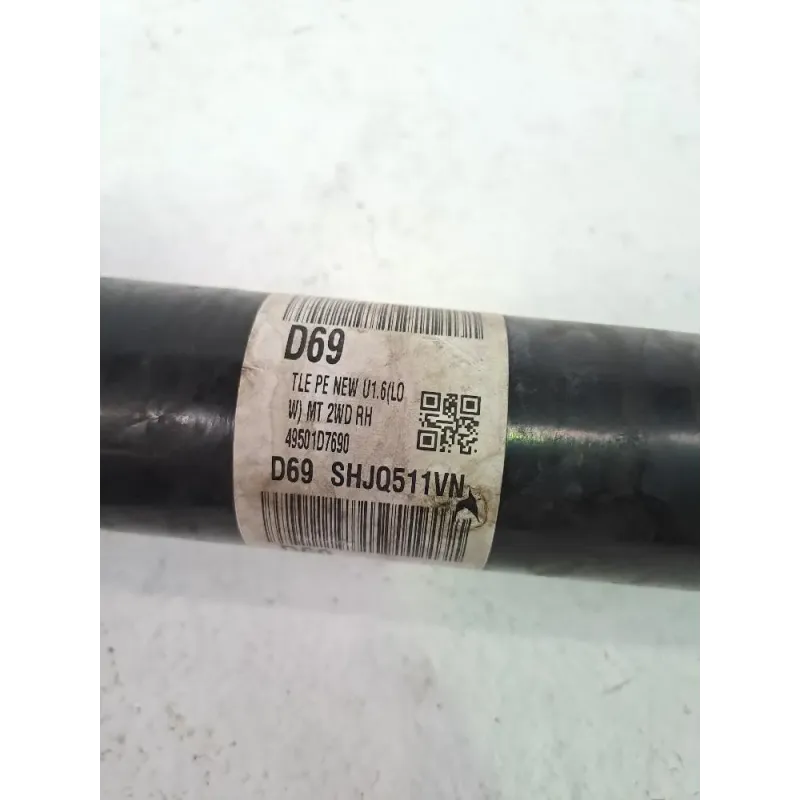 D69
TLE PE NEW U1.6(LO
W) MT 2WD RH
49501D7690
D69 SHJQ511VN